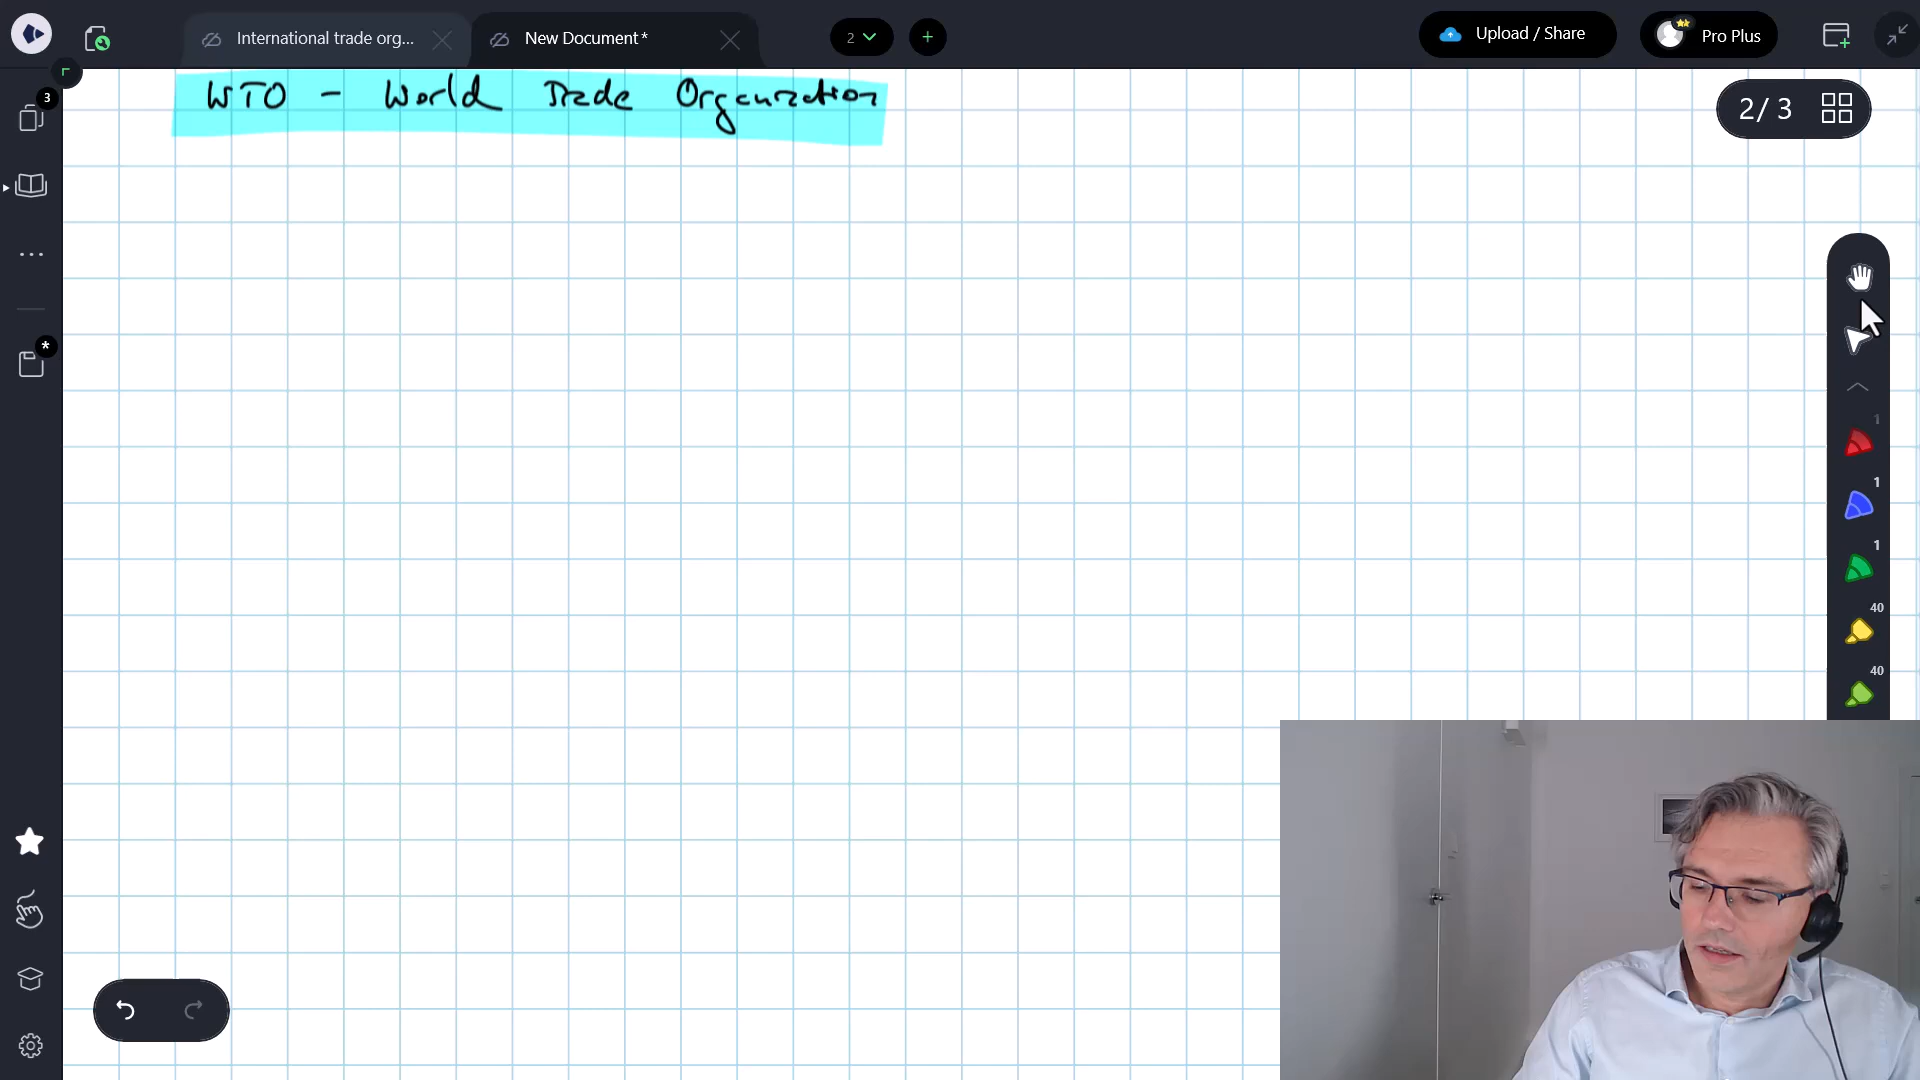 International trade org...
New Document*
2
+
Upload / Share
Pro Plus
3
WTO - World Trade Organization
2/ 3
*
1
1
1
40
40